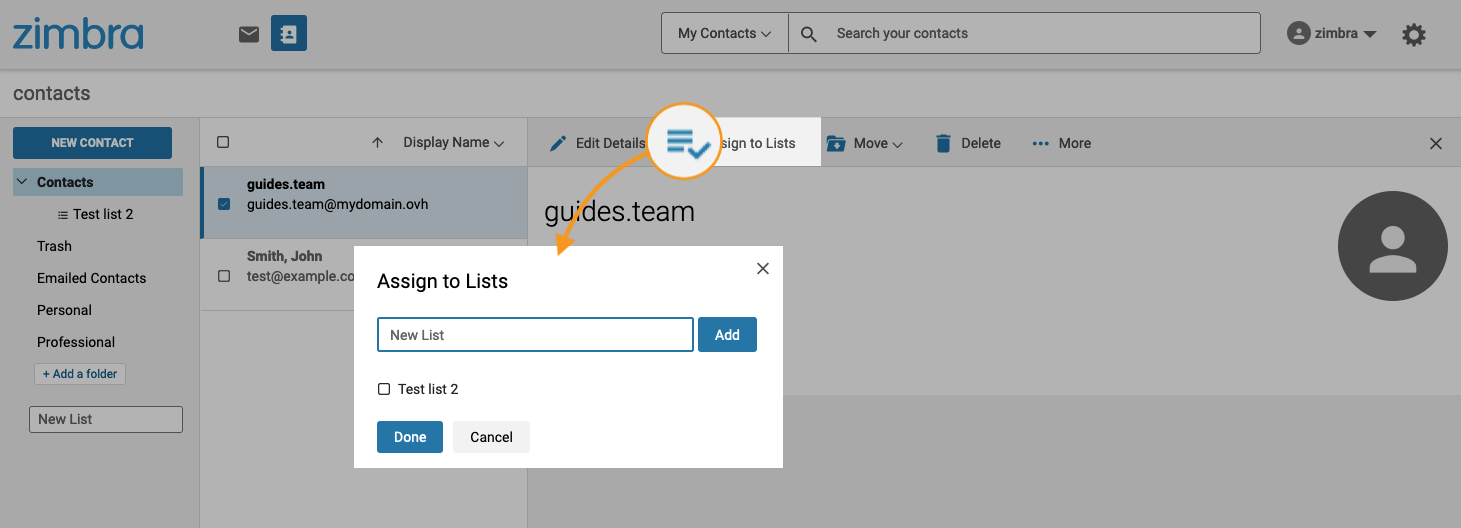 zimbra
My Contacts
Search your contacts
zimbra
contacts
NEW CONTACT
Contacts
Test list 2
Trash
Emailed Contacts
Personal
Professional
+ Add a folder
New List
Display Name
guides.team
guides.team@mydomain.ovh
Smith, John
test@example.co
Edit Details
sign to Lists
Move
Delete
More
guides.team
Assign to Lists
New List
Add
Test list 2
Done
Cancel